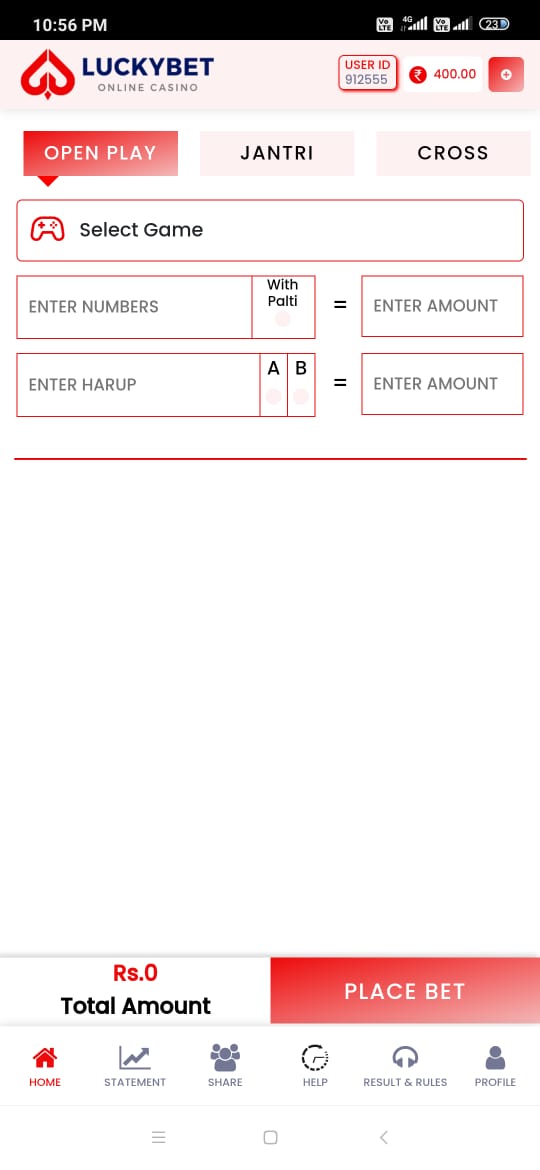 10:56 PM
Vo LTE 4G Vo LTE 23
LUCKYBET
ONLINE CASINO
USER ID
912555
₹ 400.00
OPEN PLAY JANTRI CROSS
Select Game
ENTER NUMBERS With Palti = ENTER AMOUNT
ENTER HARUP A B = ENTER AMOUNT
Rs.0
Total Amount
PLACE BET
HOME STATEMENT SHARE HELP RESULT & RULES PROFILE